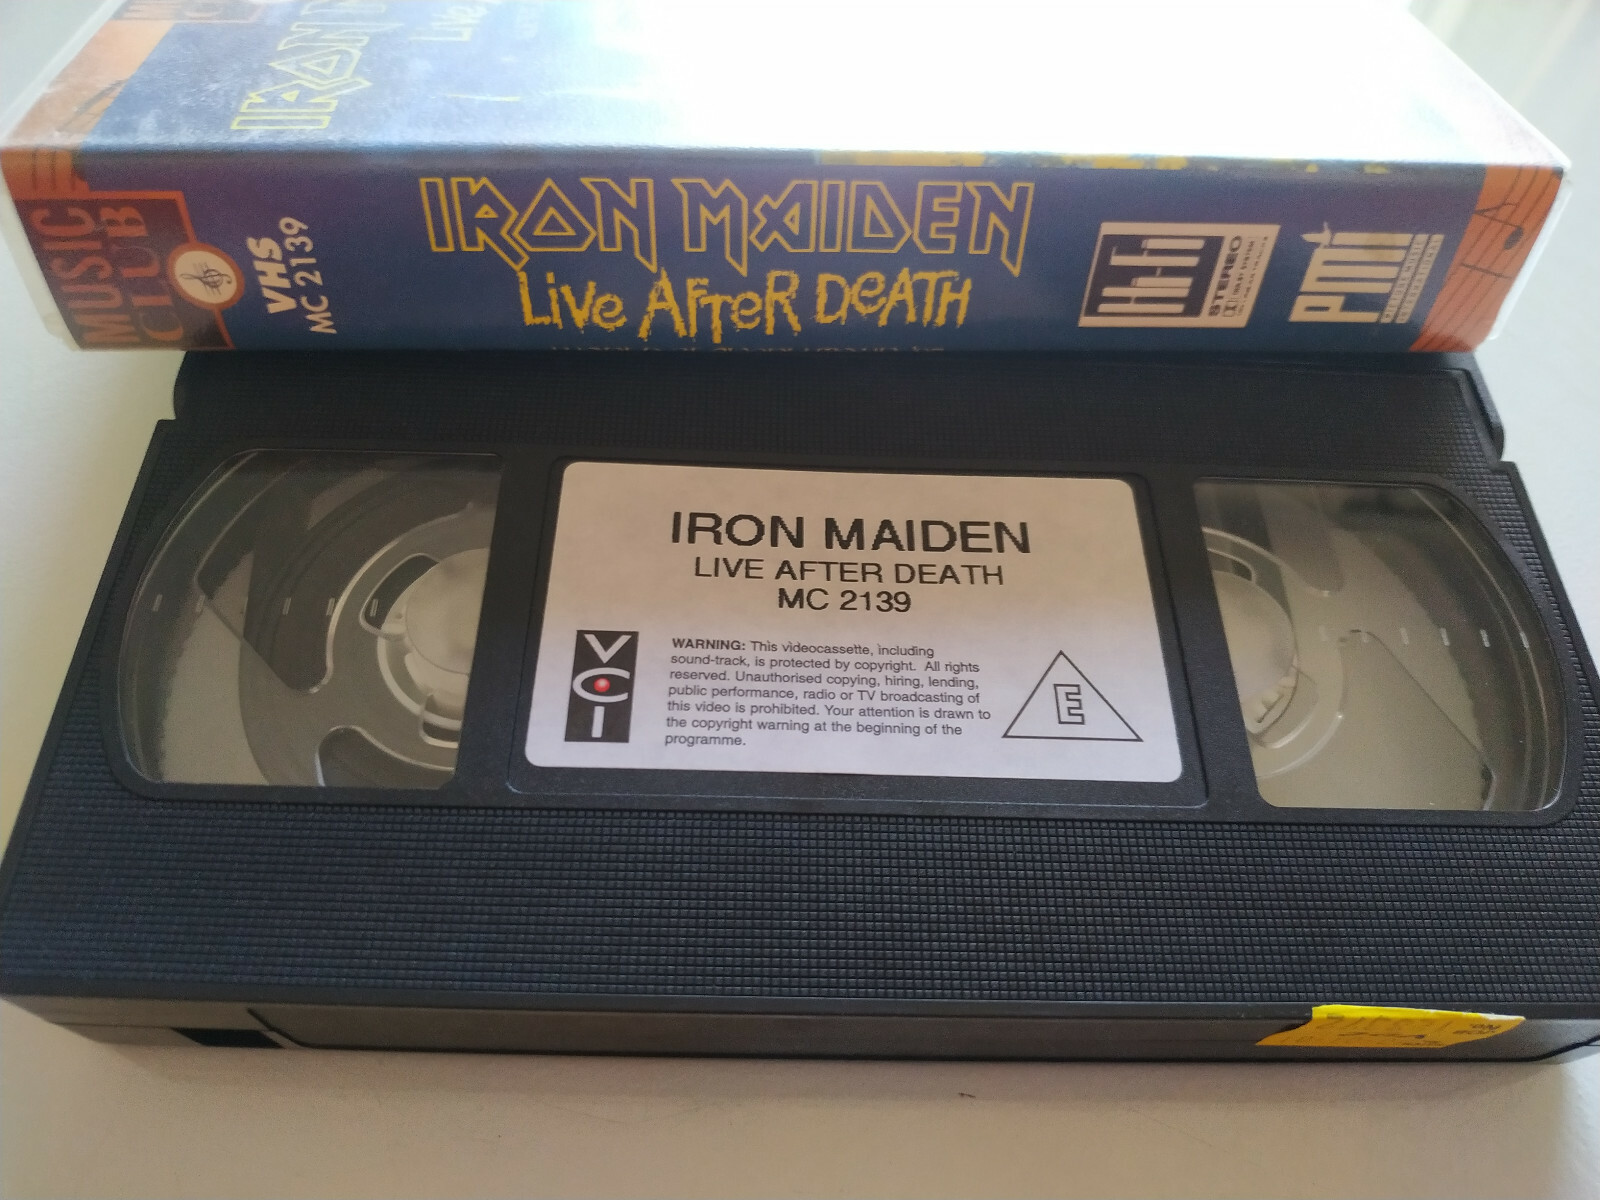 IRON
Live
MUSIC
CLUB
VHS
MC 2139
IRON MAIDEN
Live AFTeR DeATH
Hi-Fi
STEREO
PMI
IRON MAIDEN
LIVE AFTER DEATH
MC 2139
VCI
WARNING: This videocassette, including
sound-track, is protected by copyright. All rights
reserved. Unauthorised copying, hiring, lending,
public performance, radio or TV broadcasting of
this video is prohibited. Your attention is drawn to
the copyright warning at the beginning of the
programme.
E